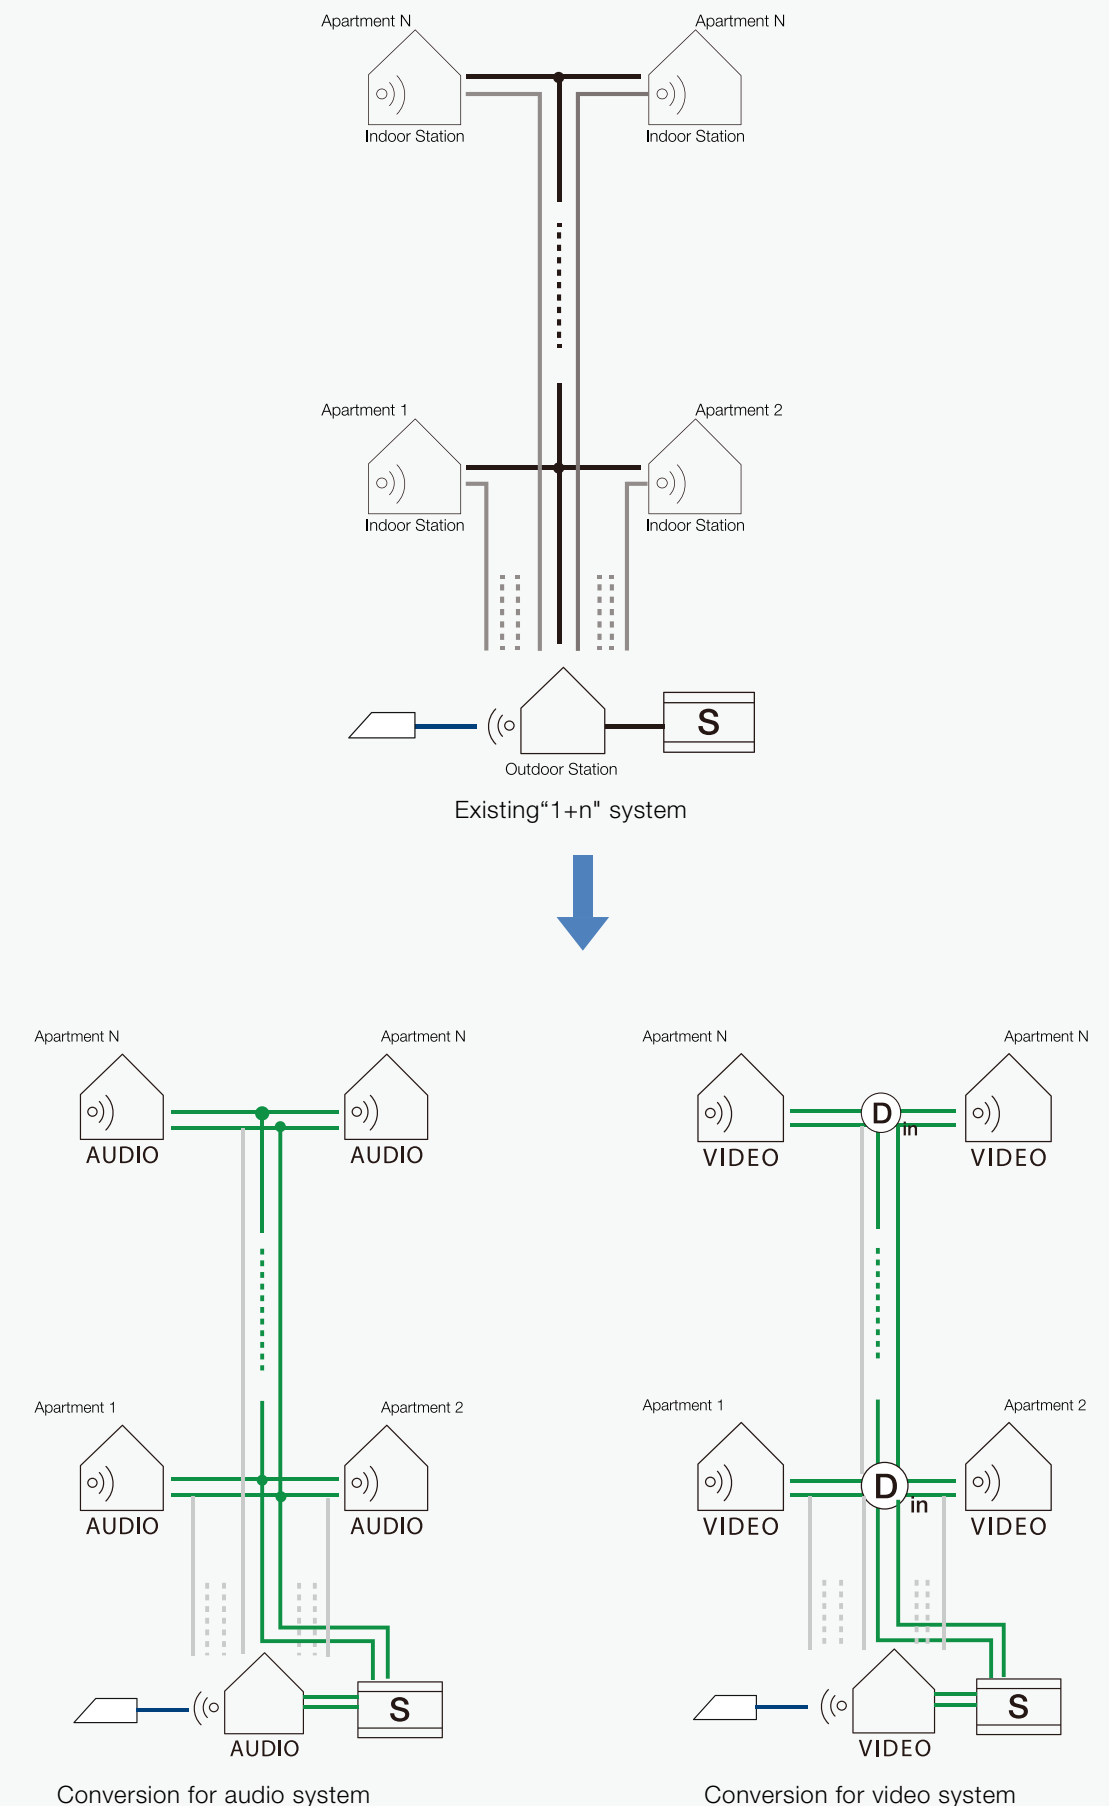 Apartment N
Apartment N
Indoor Station
Indoor Station
Apartment 1
Apartment 2
Indoor Station
Indoor Station
S
Outdoor Station
Existing“1+n" system
Apartment N
Apartment N
AUDIO
AUDIO
Apartment 1
Apartment 2
AUDIO
AUDIO
S
AUDIO
Conversion for audio system
Apartment N
Apartment N
D
in
VIDEO
VIDEO
Apartment 1
Apartment 2
D
in
VIDEO
VIDEO
S
VIDEO
Conversion for video system